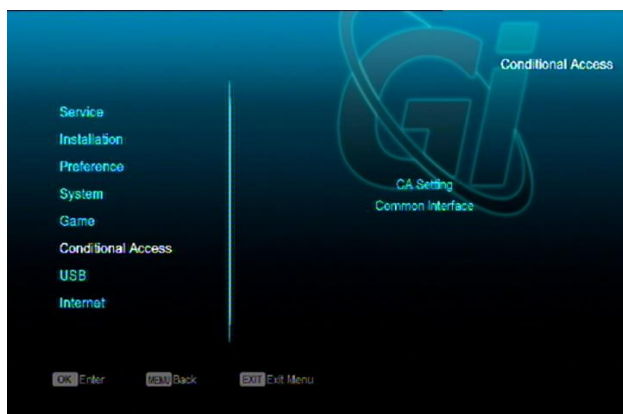 Gi
Conditional Access
Service
Installation
Preference
System
Game
Conditional Access
USB
Internet
CA Setting
Common Interface
OK Enter
MENU Back
EXIT Exit Menu